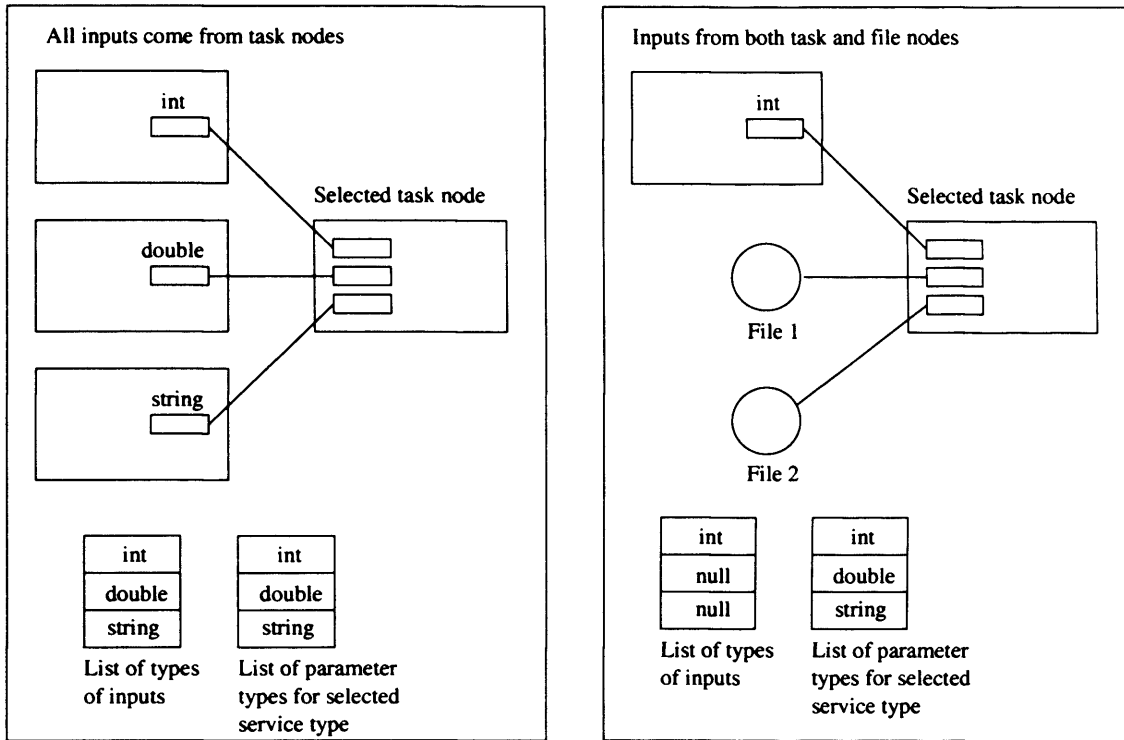 All inputs come from task nodes
int
Selected task node
double
string
int
double
string
int
double
string
List of types
of inputs
List of parameter
types for selected
service type
Inputs from both task and file nodes
int
Selected task node
File 1
File 2
int
null
null
int
double
string
List of types
of inputs
List of parameter
types for selected
service type